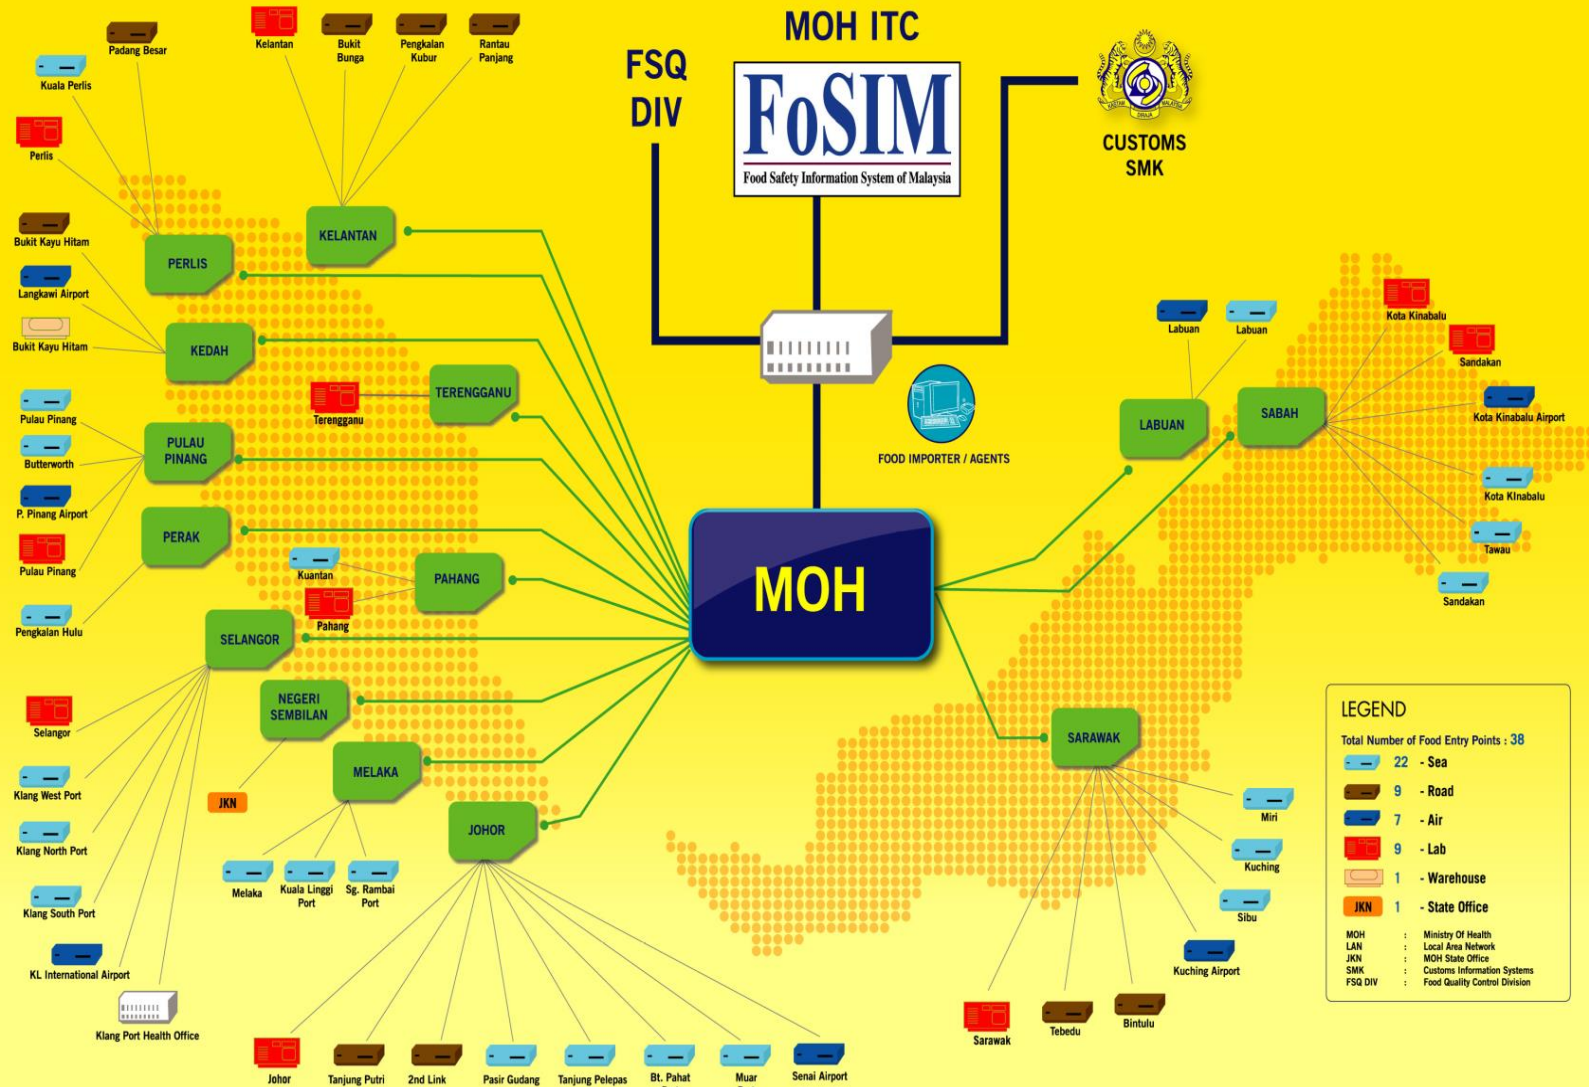 MOH ITC
FSQ
DIV
FoSIM
Food Safety Information System of Malaysia
CUSTOMS
SMK
Padang Besar
Kuala Perlis
Perlis
Kelantan
Bukit
Bunga
Pengkalan
Kubur
Rantau
Panjang
KELANTAN
PERLIS
Bukit Kayu Hitam
Langkawi Airport
Bukit Kayu Hitam
KEDAH
TERENGGANU
Terengganu
Pulau Pinang
Butterworth
P. Pinang Airport
Pulau Pinang
PULAU
PINANG
PERAK
Pengkalan Hulu
Kuantan
Pahang
PAHANG
SELANGOR
Selangor
Klang West Port
Klang North Port
Klang South Port
KL International Airport
Klang Port Health Office
NEGERI
SEMBILAN
JKN
MELAKA
Melaka
Kuala Linggi
Port
Sg. Rambai
Port
JOHOR
Johor
Tanjung Putri
2nd Link
Pasir Gudang
Tanjung Pelepas
Bt. Pahat
Muar
Senai Airport
FOOD IMPORTER / AGENTS
MOH
Labuan
Labuan
LABUAN
SABAH
Kota Kinabalu
Sandakan
Kota Kinabalu Airport
Kota KInabalu
Tawau
Sandakan
SARAWAK
Miri
Kuching
Sibu
Kuching Airport
Bintulu
Tebedu
Sarawak
LEGEND
Total Number of Food Entry Points : 38
22 - Sea
9 - Road
7 - Air
9 - Lab
1 - Warehouse
JKN 1 - State Office
MOH : Ministry Of Health
LAN : Local Area Network
JKN : MOH State Office
SMK : Customs Information Systems
FSQ DIV : Food Quality Control Division